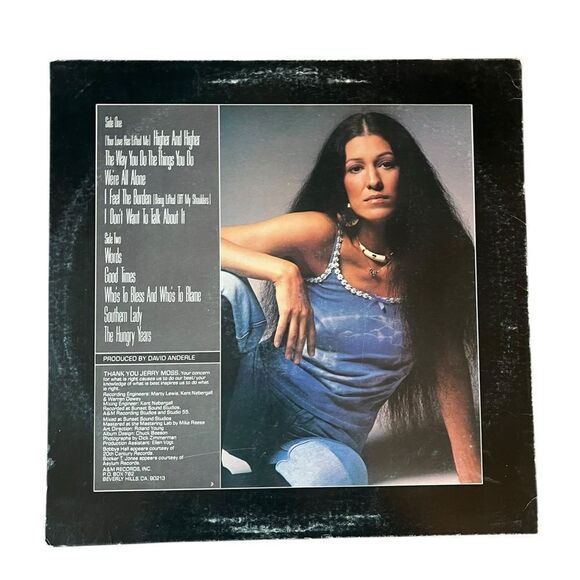 Side One
(Your Love Has Lifted Me) Higher And Higher
The Way You Do The Things You Do
We're All Alone
I Feel The Burden (Being Lifted Off My Shoulders)
I Don't Want To Talk About It
Side Two
Words
Good Times
Who's To Bless And Who's To Blame
Southern Lady
The Hungry Years
PRODUCED BY DAVID ANDERLE
THANK YOU JERRY MOSS. Your concern
for what is right causes us to do our best/your
knowledge of what is best inspires us to do what
is right.
Recording Engineers: Marty Lewis, Kent Nebergall
& Warren Dewey
Mixing Engineer: Kent Nebergall
Recorded at Sunset Sound Studios,
A&M Recording Studios and Studio 55.
Mixed at Sunset Sound Studios
Mastered at the Mastering Lab by Mike Reese
Art Direction: Roland Young
Album Design: Chuck Beeson
Photographs by Dick Zimmerman
Production Assistant: Ellen Vogt
Bobbye Hall appears courtesy of
20th Century Records.
Booker T. Jones appears courtesy of
Asylum Records.
A&M RECORDS, INC.
P.O. BOX 782
BEVERLY HILLS, CA. 90213